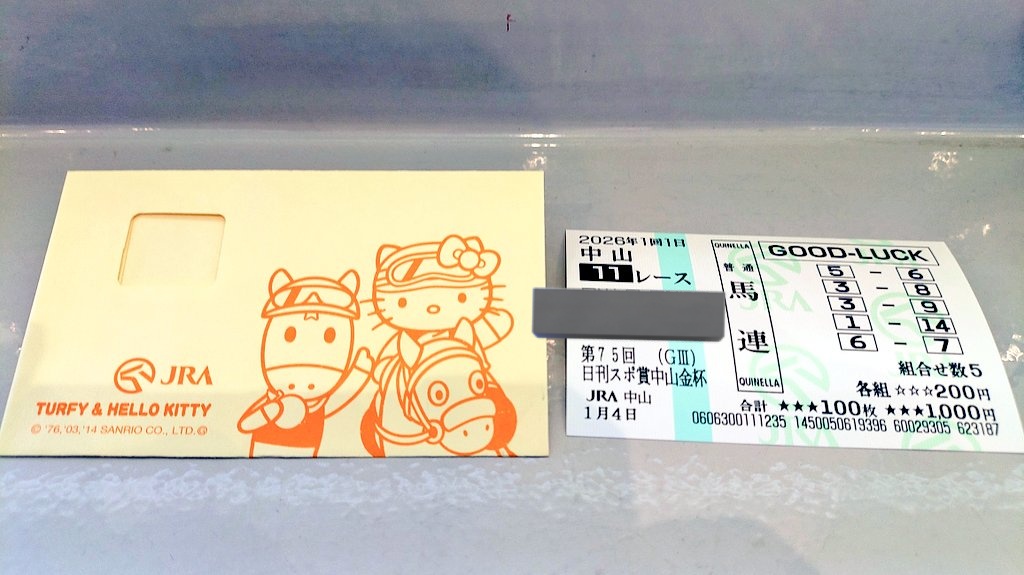 JRA
TURFY & HELLO KITTY
© '76,'03,'14 SANRIO CO., LTD.@
2026年1回1日
中山
11レース
第75回 (GⅢ)
日刊スポ賞中山金杯
JRA 中山
1月4日
QUINELLA
普通
馬連
QUINELLA
GOOD-LUCK
5 - 6
3 - 8
3 - 9
1 - 14
6 - 7
組合せ数5
各組 ☆☆☆200円
合計 ★★★100枚 ★★★1,000円
0606300111235 1450050619396 60029305 623187
JRA